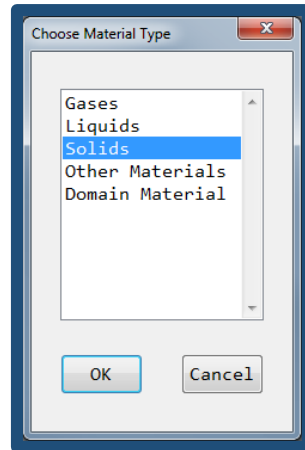 Choose Material Type
Gases
Liquids
Solids
Other Materials
Domain Material
OK
Cancel